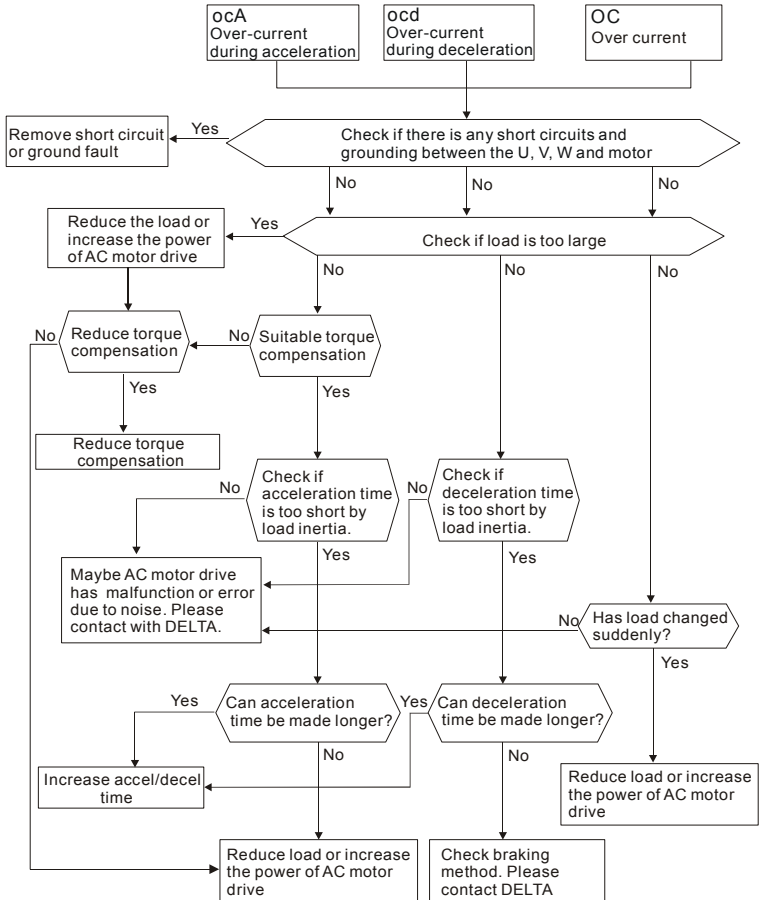 ocA
Over-current
during acceleration
ocd
Over-current
during deceleration
OC
Over current
Remove short circuit
or ground fault
Yes
Check if there is any short circuits and
grounding between the U, V, W and motor
No
No
No
Reduce the load or
increase the power
of AC motor drive
Yes
Check if load is too large
No
No
No
No
Reduce torque
compensation
No
Suitable torque
compensation
Yes
Yes
Reduce torque
compensation
No
Check if
acceleration time
is too short by
load inertia.
No
Check if
deceleration time
is too short by
load inertia.
Yes
Yes
Maybe AC motor drive
has malfunction or error
due to noise. Please
contact with DELTA.
No
Has load changed
suddenly?
Yes
Yes
Can acceleration
time be made longer?
Yes
Can deceleration
time be made longer?
No
No
Increase accel/decel
time
Reduce load or increase
the power of AC motor
drive
Reduce load or increase
the power of AC motor
drive
Check braking
method. Please
contact DELTA